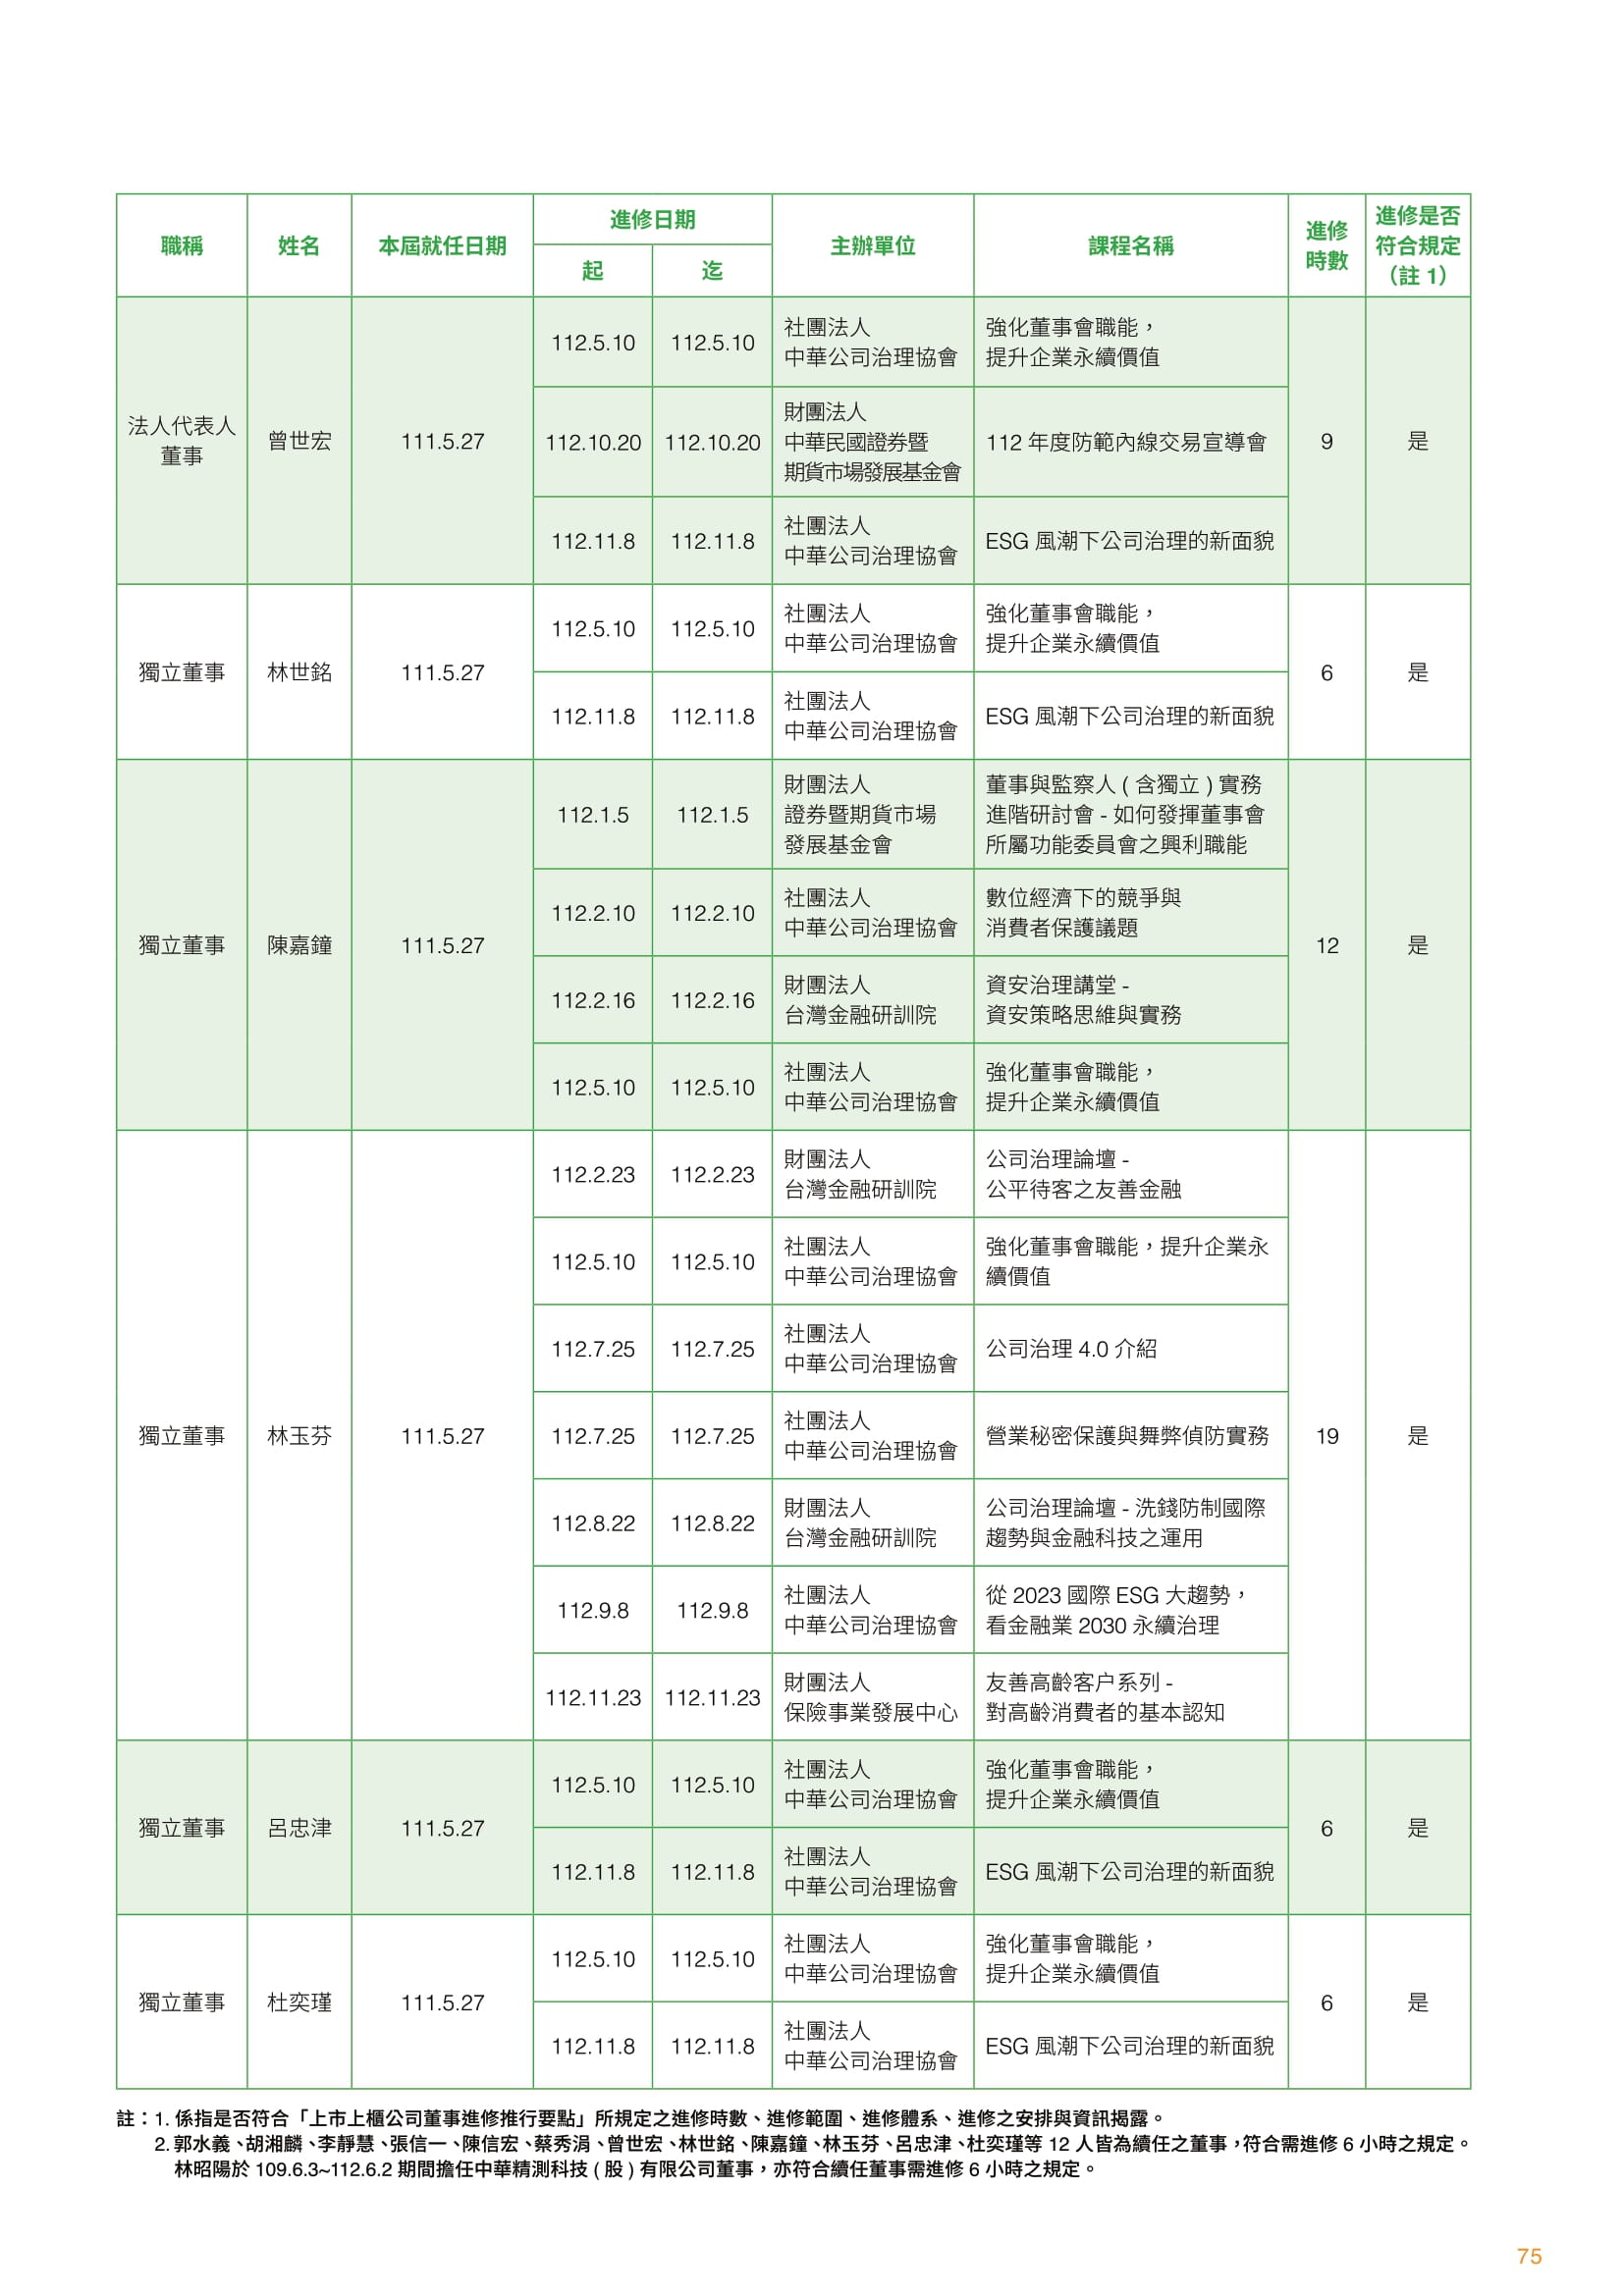 職稱
姓名
本屆就任日期
進修日期
起
迄
主辦單位
課程名稱
進修
時數
進修是否
符合規定
（註 1）
法人代表人
董事
曾世宏
111.5.27
112.5.10
112.5.10
社團法人
中華公司治理協會
強化董事會職能，
提升企業永續價值
112.10.20
112.10.20
財團法人
中華民國證券暨
期貨市場發展基金會
112 年度防範內線交易宣導會
112.11.8
112.11.8
社團法人
中華公司治理協會
ESG 風潮下公司治理的新面貌
9
是
獨立董事
林世銘
111.5.27
112.5.10
112.5.10
社團法人
中華公司治理協會
強化董事會職能，
提升企業永續價值
112.11.8
112.11.8
社團法人
中華公司治理協會
ESG 風潮下公司治理的新面貌
6
是
獨立董事
陳嘉鐘
111.5.27
112.1.5
112.1.5
財團法人
證券暨期貨市場
發展基金會
董事與監察人 ( 含獨立 ) 實務
進階研討會 - 如何發揮董事會
所屬功能委員會之興利職能
112.2.10
112.2.10
社團法人
中華公司治理協會
數位經濟下的競爭與
消費者保護議題
112.2.16
112.2.16
財團法人
台灣金融研訓院
資安治理講堂 -
資安策略思維與實務
112.5.10
112.5.10
社團法人
中華公司治理協會
強化董事會職能，
提升企業永續價值
12
是
獨立董事
林玉芬
111.5.27
112.2.23
112.2.23
財團法人
台灣金融研訓院
公司治理論壇 -
公平待客之友善金融
112.5.10
112.5.10
社團法人
中華公司治理協會
強化董事會職能，提升企業永
續價值
112.7.25
112.7.25
社團法人
中華公司治理協會
公司治理 4.0 介紹
112.7.25
112.7.25
社團法人
中華公司治理協會
營業秘密保護與舞弊偵防實務
112.8.22
112.8.22
財團法人
台灣金融研訓院
公司治理論壇 - 洗錢防制國際
趨勢與金融科技之運用
112.9.8
112.9.8
社團法人
中華公司治理協會
從 2023 國際 ESG 大趨勢，
看金融業 2030 永續治理
112.11.23
112.11.23
財團法人
保險事業發展中心
友善高齡客户系列 -
對高齡消費者的基本認知
19
是
獨立董事
呂忠津
111.5.27
112.5.10
112.5.10
社團法人
中華公司治理協會
強化董事會職能，
提升企業永續價值
112.11.8
112.11.8
社團法人
中華公司治理協會
ESG 風潮下公司治理的新面貌
6
是
獨立董事
杜奕瑾
111.5.27
112.5.10
112.5.10
社團法人
中華公司治理協會
強化董事會職能，
提升企業永續價值
112.11.8
112.11.8
社團法人
中華公司治理協會
ESG 風潮下公司治理的新面貌
6
是
註：1. 係指是否符合「上市上櫃公司董事進修推行要點」所規定之進修時數、進修範圍、進修體系、進修之安排與資訊揭露。
2. 郭水義、胡湘麟、李靜慧、張信一、陳信宏、蔡秀涓、曾世宏、林世銘、陳嘉鐘、林玉芬、呂忠津、杜奕瑾等 12 人皆為續任之董事，符合需進修 6 小時之規定。
林昭陽於 109.6.3~112.6.2 期間擔任中華精測科技 ( 股 ) 有限公司董事，亦符合續任董事需進修 6 小時之規定。
75